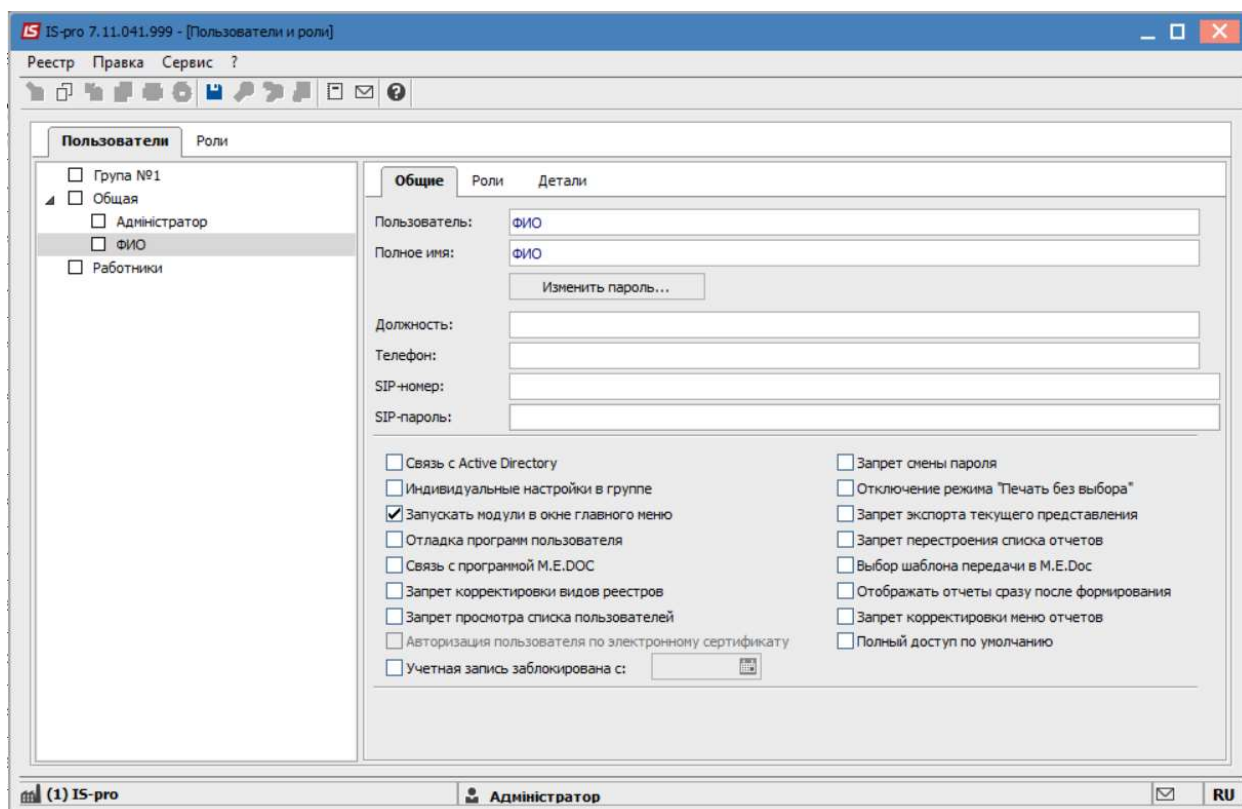 IS-pro 7.11.041.999 - [Пользователи и роли]
Реестр Правка Сервис ?
Пользователи Роли
Група №1
Общая
Адміністратор
ФИО
Работники
Общие Роли Детали
Пользователь: ФИО
Полное имя: ФИО
Изменить пароль...
Должность:
Телефон:
SIP-номер:
SIP-пароль:
Связь с Active Directory
Индивидуальные настройки в группе
Запускать модули в окне главного меню
Отладка программ пользователя
Связь с программой M.E.DOC
Запрет корректировки видов реестров
Запрет просмотра списка пользователей
Авторизация пользователя по электронному сертификату
Учетная запись заблокирована с:
Запрет смены пароля
Отключение режима "Печать без выбора"
Запрет экспорта текущего представления
Запрет перестроения списка отчетов
Выбор шаблона передачи в M.E.Doc
Отображать отчеты сразу после формирования
Запрет корректировки меню отчетов
Полный доступ по умолчанию
(1) IS-pro Адміністратор RU